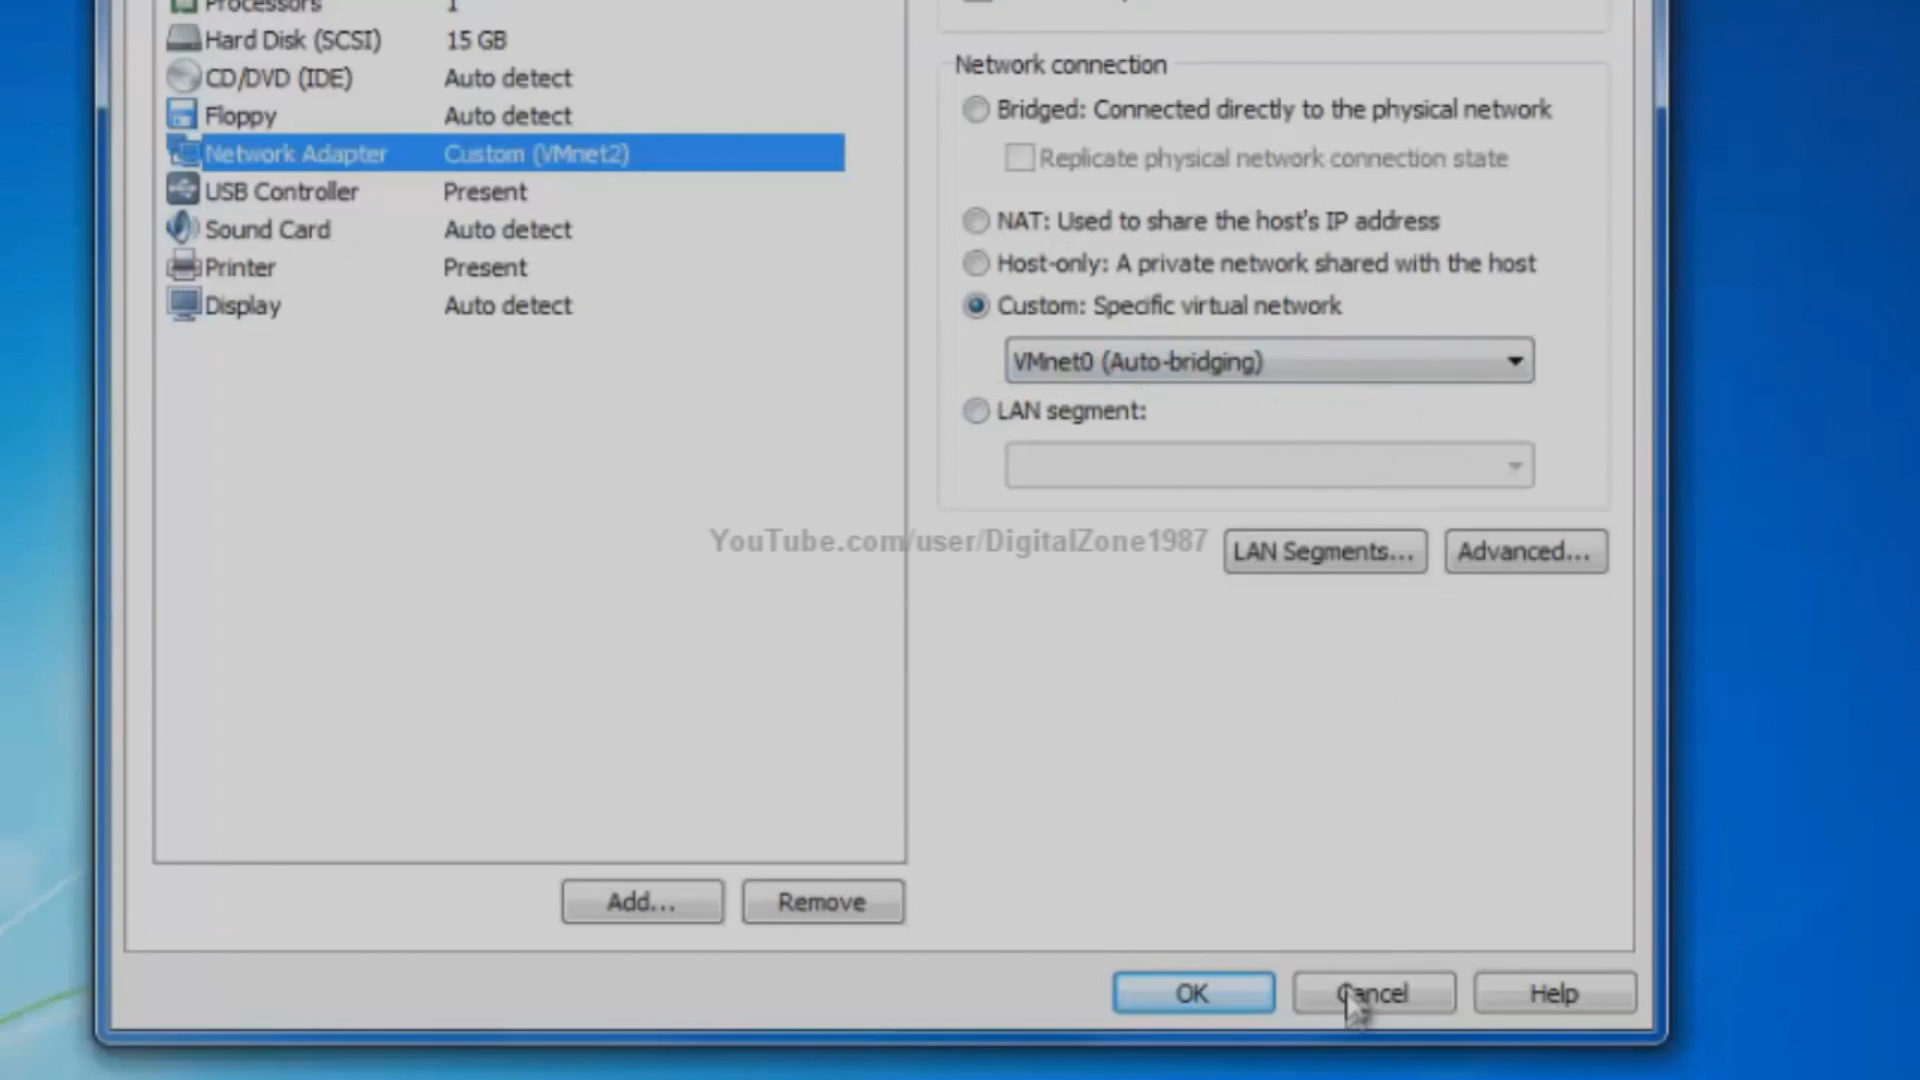 Processors 1
Hard Disk (SCSI) 15 GB
CD/DVD (IDE) Auto detect
Floppy Auto detect
Network Adapter Custom (VMnet2)
USB Controller Present
Sound Card Auto detect
Printer Present
Display Auto detect
Add...
Remove
Network connection
Bridged: Connected directly to the physical network
Replicate physical network connection state
NAT: Used to share the host's IP address
Host-only: A private network shared with the host
Custom: Specific virtual network
VMnet0 (Auto-bridging)
LAN segment:
YouTube.com/user/DigitalZone1987
LAN Segments...
Advanced...
OK
Cancel
Help